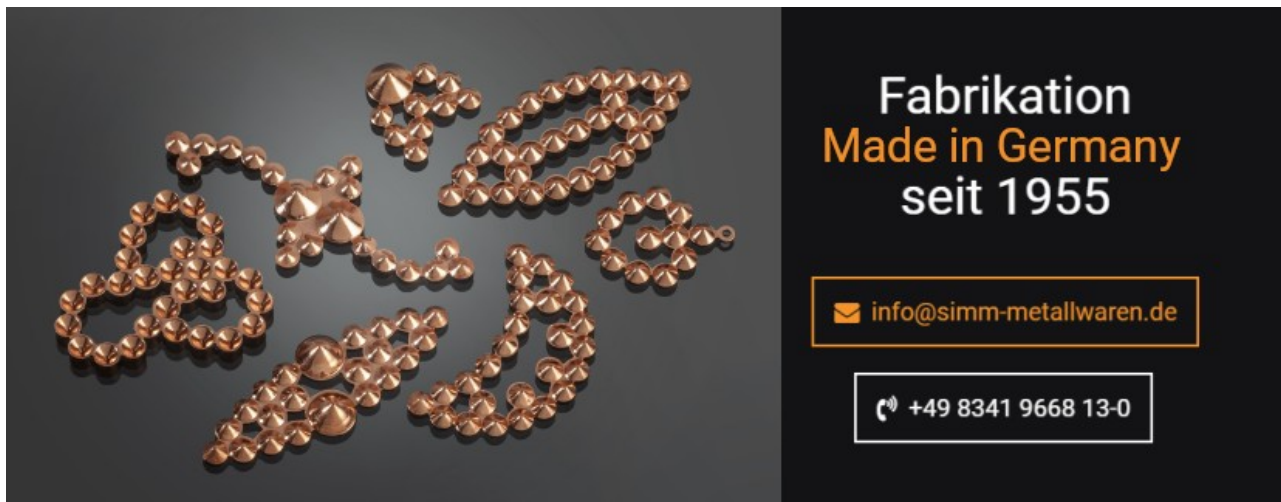 Fabrikation
Made in Germany
seit 1955
info@simm-metallwaren.de
+49 8341 9668 13-0